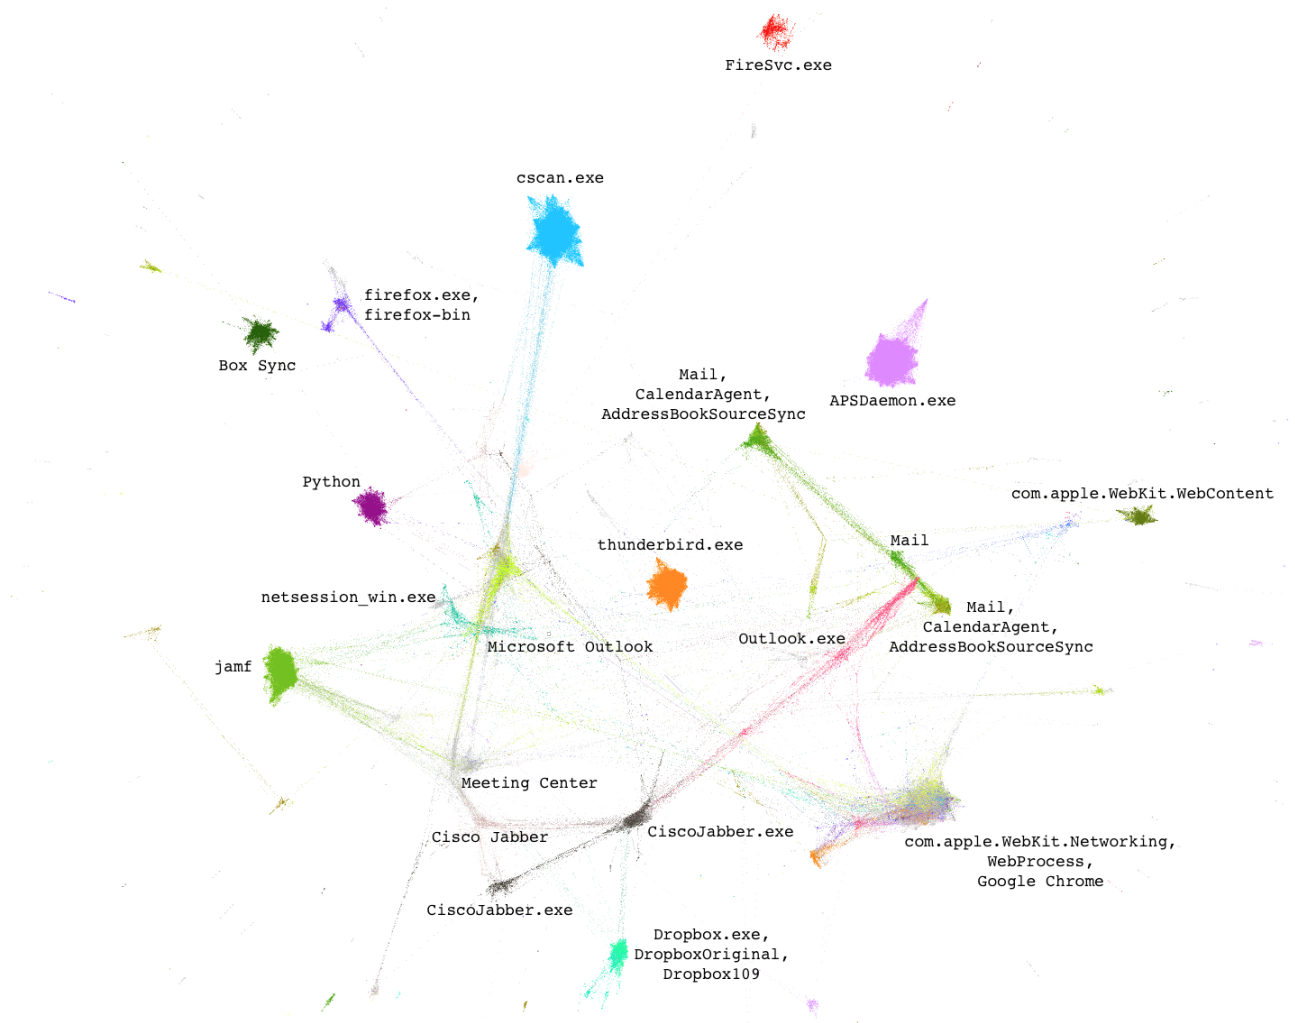 FireSvc.exe
cscan.exe
firefox.exe,
firefox-bin
Box Sync
Mail,
CalendarAgent,
AddressBookSourceSync
APSDaemon.exe
Python
com.apple.WebKit.WebContent
Mail
thunderbird.exe
netsession_win.exe
Mail,
CalendarAgent,
AddressBookSourceSync
Outlook.exe
Microsoft Outlook
jamf
Meeting Center
Cisco Jabber
CiscoJabber.exe
com.apple.WebKit.Networking,
WebProcess,
Google Chrome
CiscoJabber.exe
Dropbox.exe,
DropboxOriginal,
Dropbox109